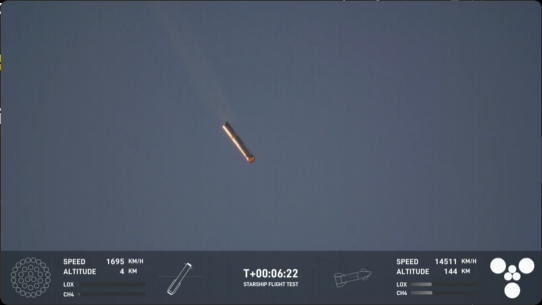 SPEED 1695 KM/H
ALTITUDE 4 KM
LOX
CH4
T+00:06:22
STARSHIP FLIGHT TEST
SPEED 14511 KM/H
ALTITUDE 144 KM
LOX
CH4